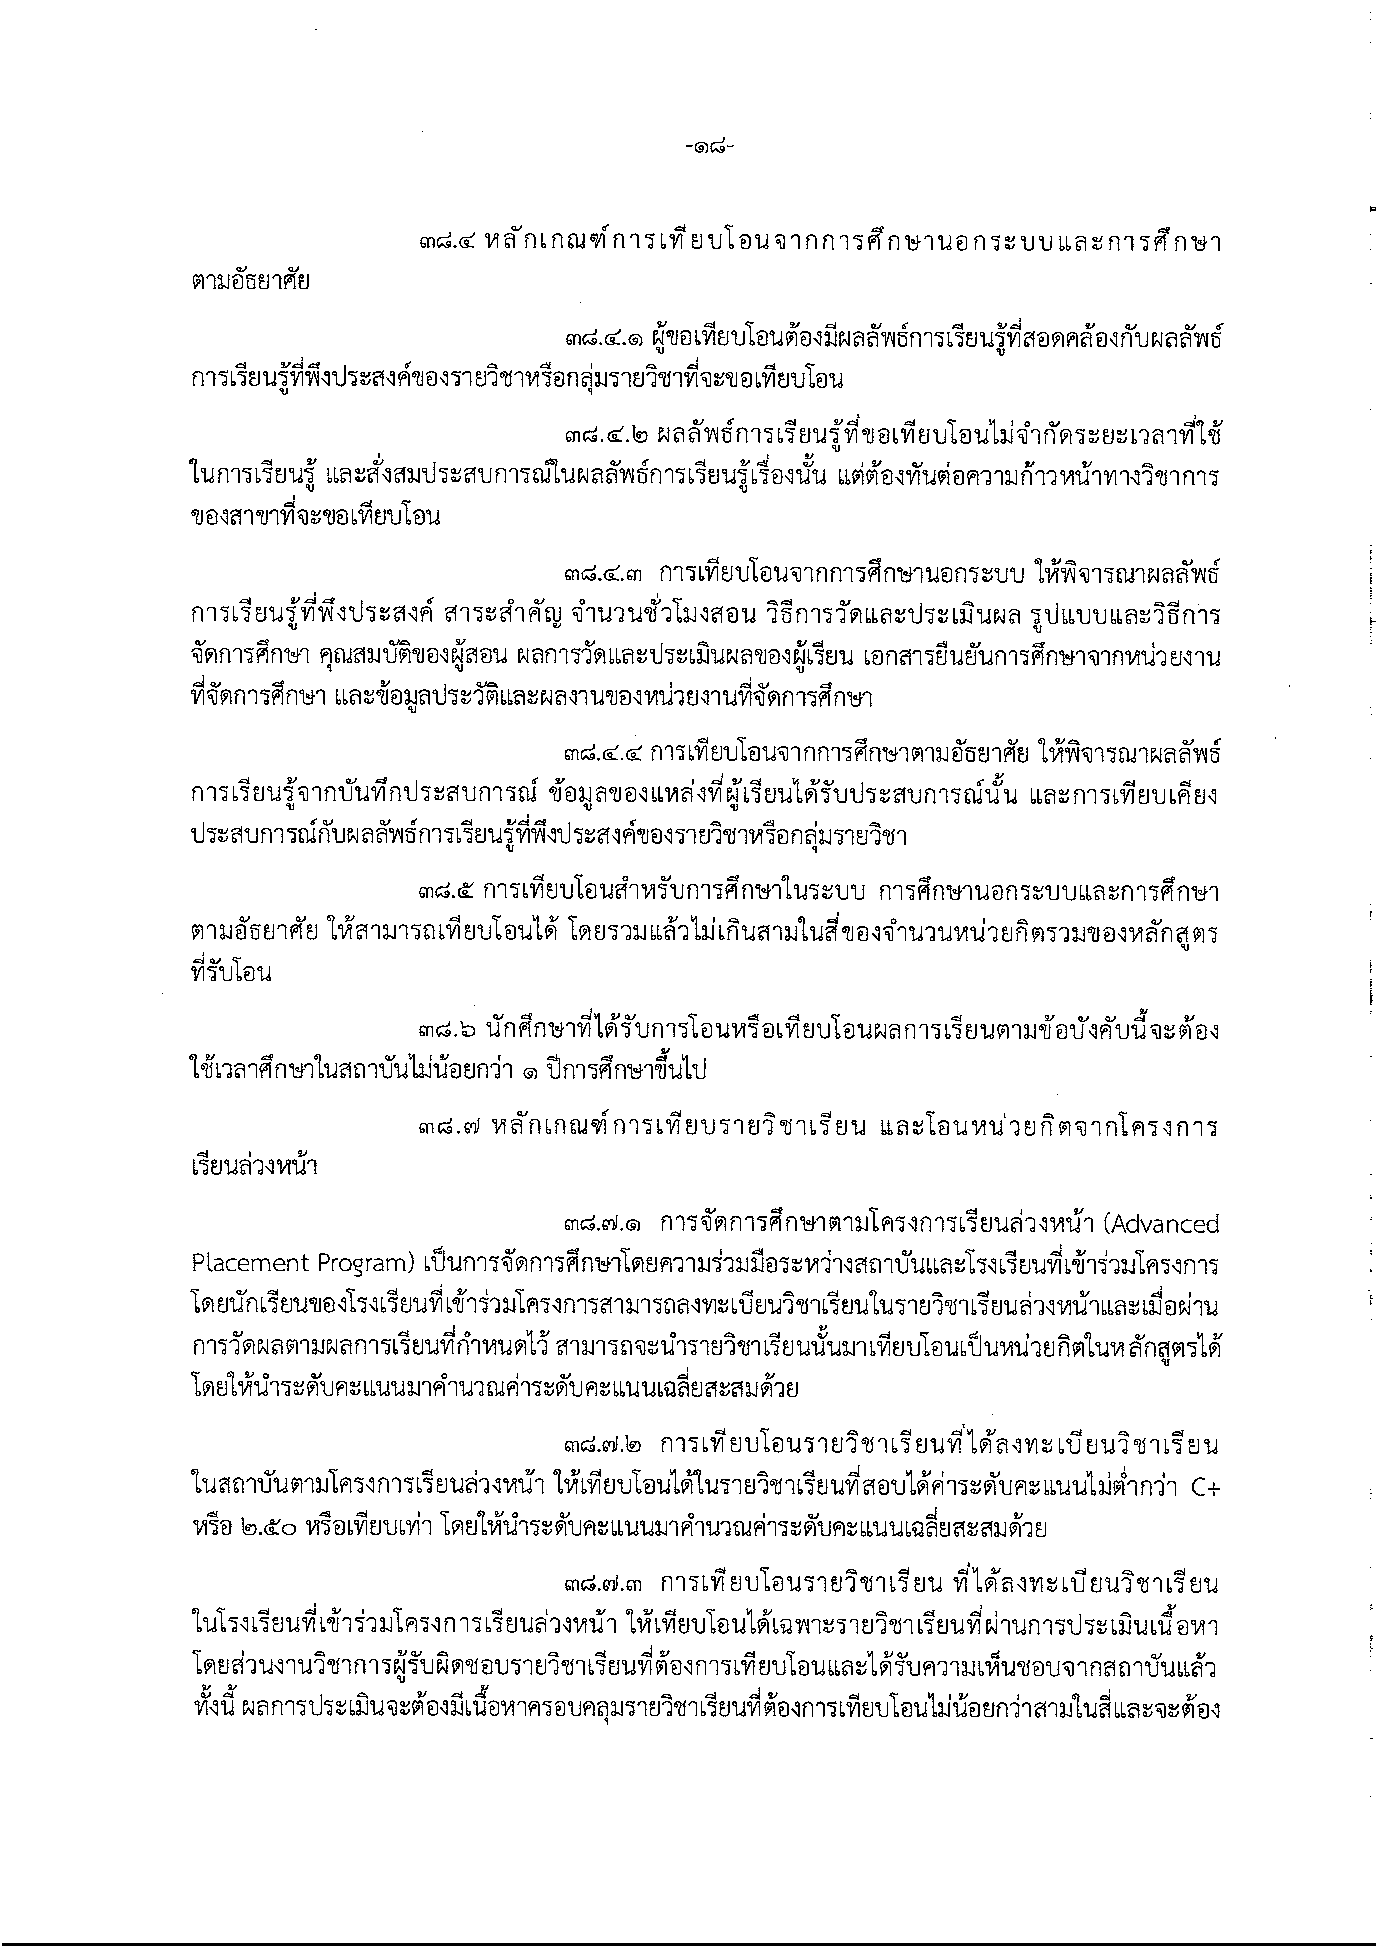 -๑๘-
๓๘.๔ หลักเกณฑ์การเทียบโอนจากการศึกษานอกระบบและการศึกษา
ตามอัธยาศัย
๓๘.๔.๑ ผู้ขอเทียบโอนต้องมีผลลัพธ์การเรียนรู้ที่สอดคล้องกับผลลัพธ์
การเรียนรู้ที่พึงประสงค์ของรายวิชาหรือกลุ่มรายวิชาที่จะขอเทียบโอน
๓๘.๔.๒ ผลลัพธ์การเรียนรู้ที่ขอเทียบโอนไม่จำกัดระยะเวลาที่ใช้
ในการเรียนรู้ และสั่งสมประสบการณ์ในผลลัพธ์การเรียนรู้เรื่องนั้น แต่ต้องทันต่อความก้าวหน้าทางวิชาการ
ของสาขาที่จะขอเทียบโอน
๓๘.๔.๓ การเทียบโอนจากการศึกษานอกระบบ ให้พิจารณาผลลัพธ์
การเรียนรู้ที่พึงประสงค์ สาระสำคัญ จำนวนชั่วโมงสอน วิธีการวัดและประเมินผล รูปแบบและวิธีการ
จัดการศึกษา คุณสมบัติของผู้สอน ผลการวัดและประเมินผลของผู้เรียน เอกสารยืนยันการศึกษาจากหน่วยงาน
ที่จัดการศึกษา และข้อมูลประวัติและผลงานของหน่วยงานที่จัดการศึกษา
๓๘.๔.๔ การเทียบโอนจากการศึกษาตามอัธยาศัย ให้พิจารณาผลลัพธ์
การเรียนรู้จากบันทึกประสบการณ์ ข้อมูลของแหล่งที่ผู้เรียนได้รับประสบการณ์นั้น และการเทียบเคียง
ประสบการณ์กับผลลัพธ์การเรียนรู้ที่พึงประสงค์ของรายวิชาหรือกลุ่มรายวิชา
๓๘.๕ การเทียบโอนสำหรับการศึกษาในระบบ การศึกษานอกระบบและการศึกษา
ตามอัธยาศัย ให้สามารถเทียบโอนได้ โดยรวมแล้วไม่เกินสามในสี่ของจำนวนหน่วยกิตรวมของหลักสูตร
ที่รับโอน
๓๘.๖ นักศึกษาที่ได้รับการโอนหรือเทียบโอนผลการเรียนตามข้อบังคับนี้จะต้อง
ใช้เวลาศึกษาในสถาบันไม่น้อยกว่า ๑ ปีการศึกษาขึ้นไป
๓๘.๗ หลักเกณฑ์การเทียบรายวิชาเรียน และโอนหน่วยกิตจากโครงการ
เรียนล่วงหน้า
๓๘.๗.๑ การจัดการศึกษาตามโครงการเรียนล่วงหน้า (Advanced
Placement Program) เป็นการจัดการศึกษาโดยความร่วมมือระหว่างสถาบันและโรงเรียนที่เข้าร่วมโครงการ
โดยนักเรียนของโรงเรียนที่เข้าร่วมโครงการสามารถลงทะเบียนวิชาเรียนในรายวิชาเรียนล่วงหน้าและเมื่อผ่าน
การวัดผลตามผลการเรียนที่กำหนดไว้ สามารถจะนำรายวิชาเรียนนั้นมาเทียบโอนเป็นหน่วยกิตในหลักสูตรได้
โดยให้นำระดับคะแนนมาคำนวณค่าระดับคะแนนเฉลี่ยสะสมด้วย
๓๘.๗.๒ การเทียบโอนรายวิชาเรียนที่ได้ลงทะเบียนวิชาเรียน
ในสถาบันตามโครงการเรียนล่วงหน้า ให้เทียบโอนได้ในรายวิชาเรียนที่สอบได้ค่าระดับคะแนนไม่ต่ำกว่า C+
หรือ ๒.๕๐ หรือเทียบเท่า โดยให้นำระดับคะแนนมาคำนวณค่าระดับคะแนนเฉลี่ยสะสมด้วย
๓๘.๗.๓ การเทียบโอนรายวิชาเรียน ที่ได้ลงทะเบียนวิชาเรียน
ในโรงเรียนที่เข้าร่วมโครงการเรียนล่วงหน้า ให้เทียบโอนได้เฉพาะรายวิชาเรียนที่ผ่านการประเมินเนื้อหา
โดยส่วนงานวิชาการผู้รับผิดชอบรายวิชาเรียนที่ต้องการเทียบโอนและได้รับความเห็นชอบจากสถาบันแล้ว
ทั้งนี้ ผลการประเมินจะต้องมีเนื้อหาครอบคลุมรายวิชาเรียนที่ต้องการเทียบโอนไม่น้อยกว่าสามในสี่และจะต้อง